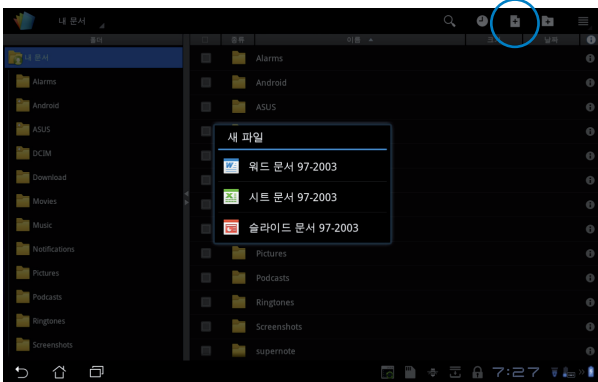 내 문서
폴더
종류
이름
크기
날짜
내 문서
Alarms
Android
ASUS
DCIM
Download
Movies
Music
Notifications
Pictures
Podcasts
Ringtones
Screenshots
Alarms
Android
ASUS
새 파일
워드 문서 97-2003
시트 문서 97-2003
슬라이드 문서 97-2003
Pictures
Podcasts
Ringtones
Screenshots
supernote
7:27